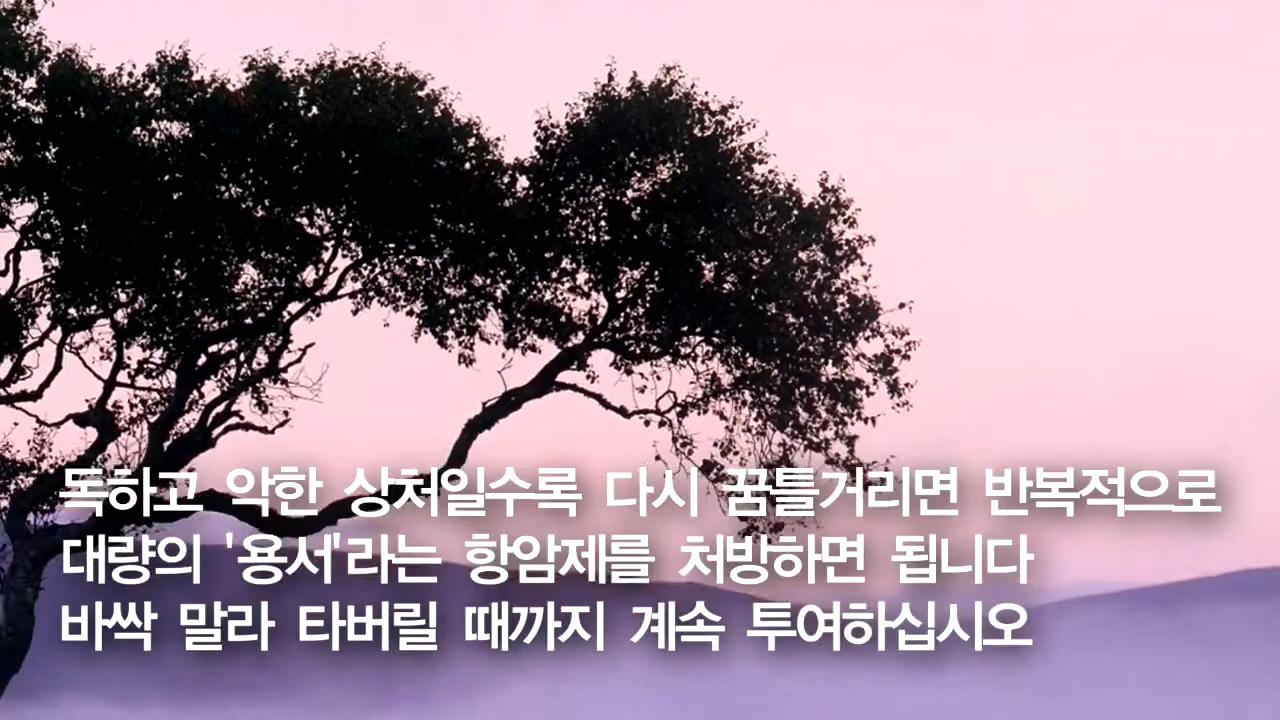 독하고 악한 상처일수록 다시 꿈틀거리면 반복적으로
대량의 '용서'라는 항암제를 처방하면 됩니다
바싹 말라 타버릴 때까지 계속 투여하십시오